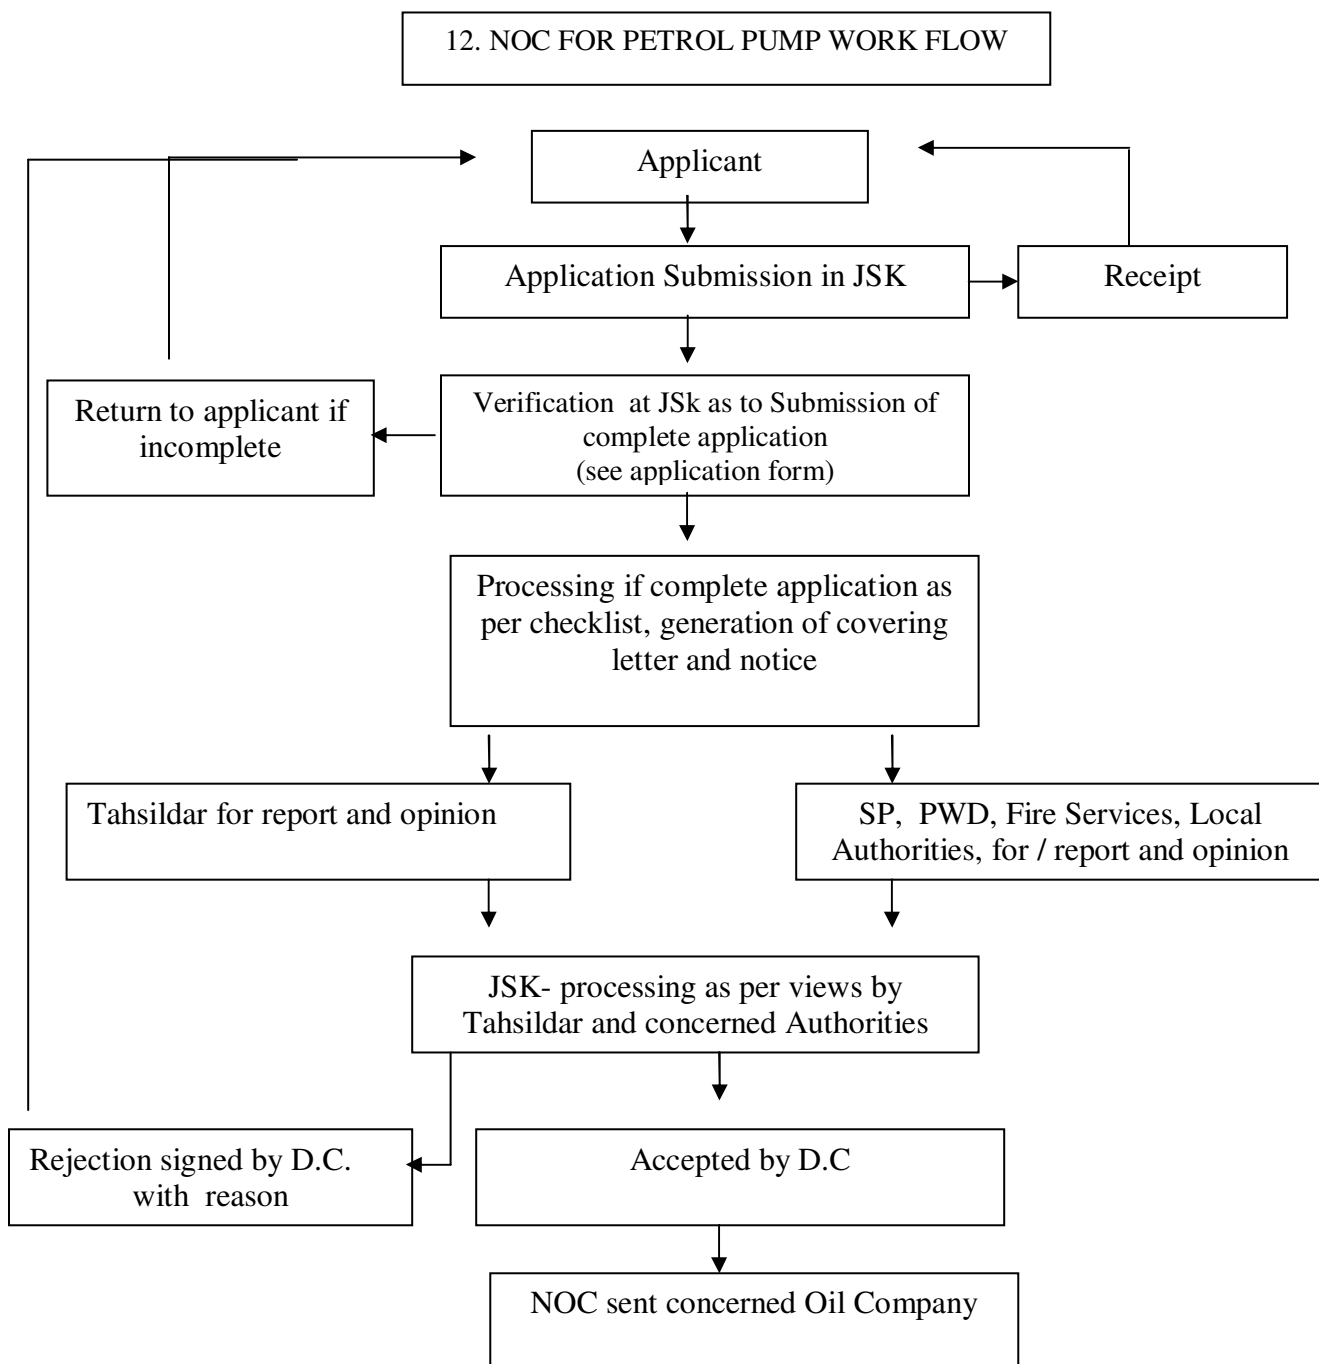 12. NOC FOR PETROL PUMP WORK FLOW
Applicant
Application Submission in JSK
Receipt
Return to applicant if
incomplete
Verification at JSk as to Submission of
complete application
(see application form)
Processing if complete application as
per checklist, generation of covering
letter and notice
Tahsildar for report and opinion
SP, PWD, Fire Services, Local
Authorities, for / report and opinion
JSK- processing as per views by
Tahsildar and concerned Authorities
Rejection signed by D.C.
with reason
Accepted by D.C
NOC sent concerned Oil Company